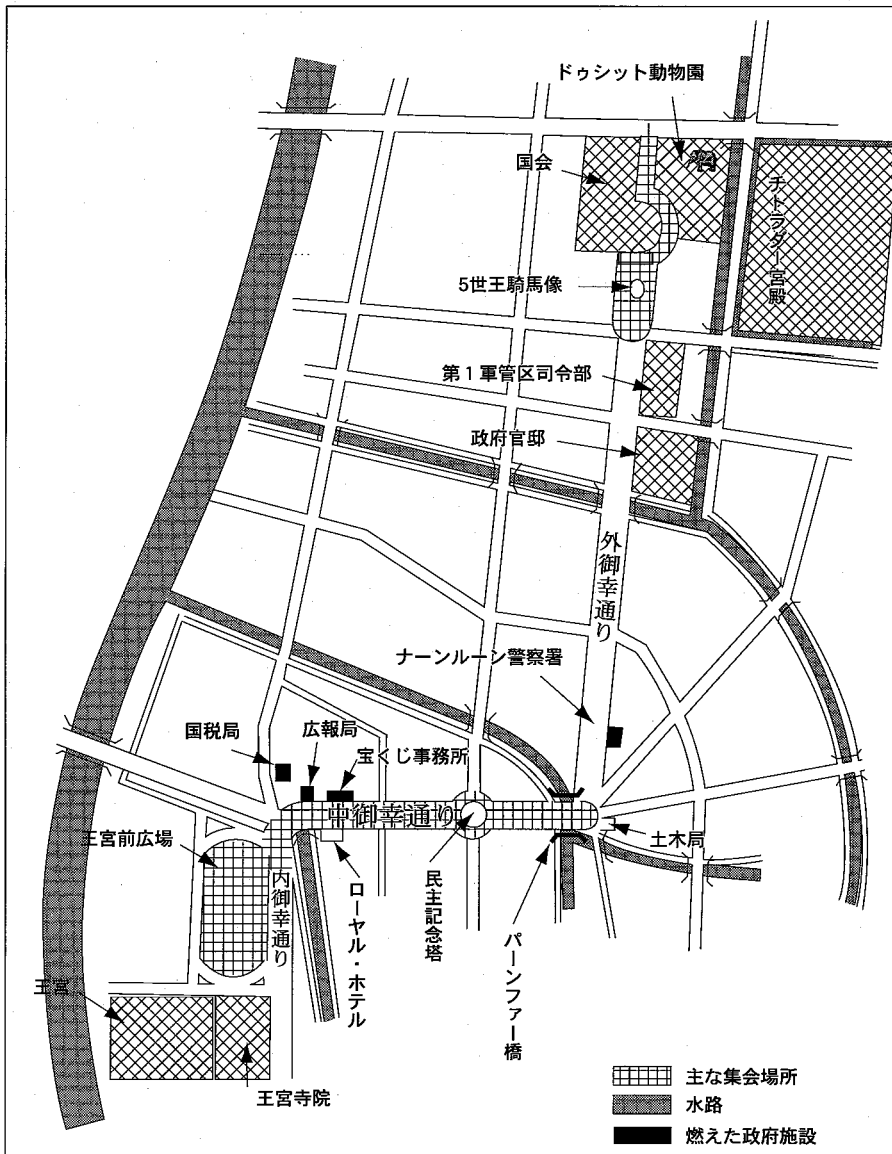 ドゥシット動物園
国会
チトラダー宮殿
5世王騎馬像
第1軍管区司令部
政府官邸
外御幸通り
ナーンルーン警察署
国税局
広報局
宝くじ事務所
中御幸通り
土木局
王宮前広場
内御幸通り
ローヤル・ホテル
民主記念塔
パーンファー橋
王宮
王宮寺院
主な集会場所
水路
燃えた政府施設